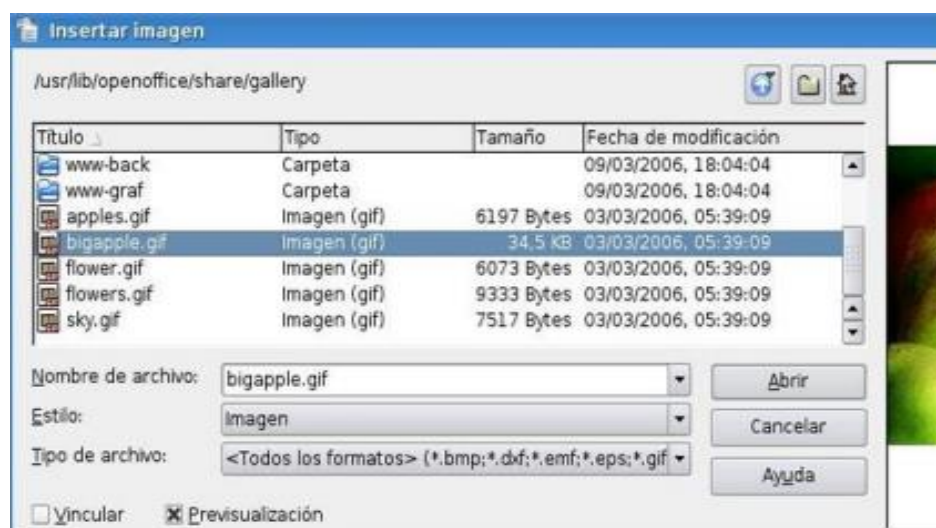 Insertar imagen
/usr/lib/openoffice/share/gallery
Título Tipo Tamaño Fecha de modificación
www-back Carpeta 09/03/2006, 18:04:04
www-graf Carpeta 09/03/2006, 18:04:04
apples.gif Imagen (gif) 6197 Bytes 03/03/2006, 05:39:09
bigapple.gif Imagen (gif) 34,5 KB 03/03/2006, 05:39:09
flower.gif Imagen (gif) 6073 Bytes 03/03/2006, 05:39:09
flowers.gif Imagen (gif) 9333 Bytes 03/03/2006, 05:39:09
sky.gif Imagen (gif) 7517 Bytes 03/03/2006, 05:39:09
Nombre de archivo: bigapple.gif Abrir
Estilo: Imagen Cancelar
Tipo de archivo: <Todos los formatos> (*.bmp;*.dxf;*.emf;*.eps;*.gif
Ayuda
Vincular Previsualización